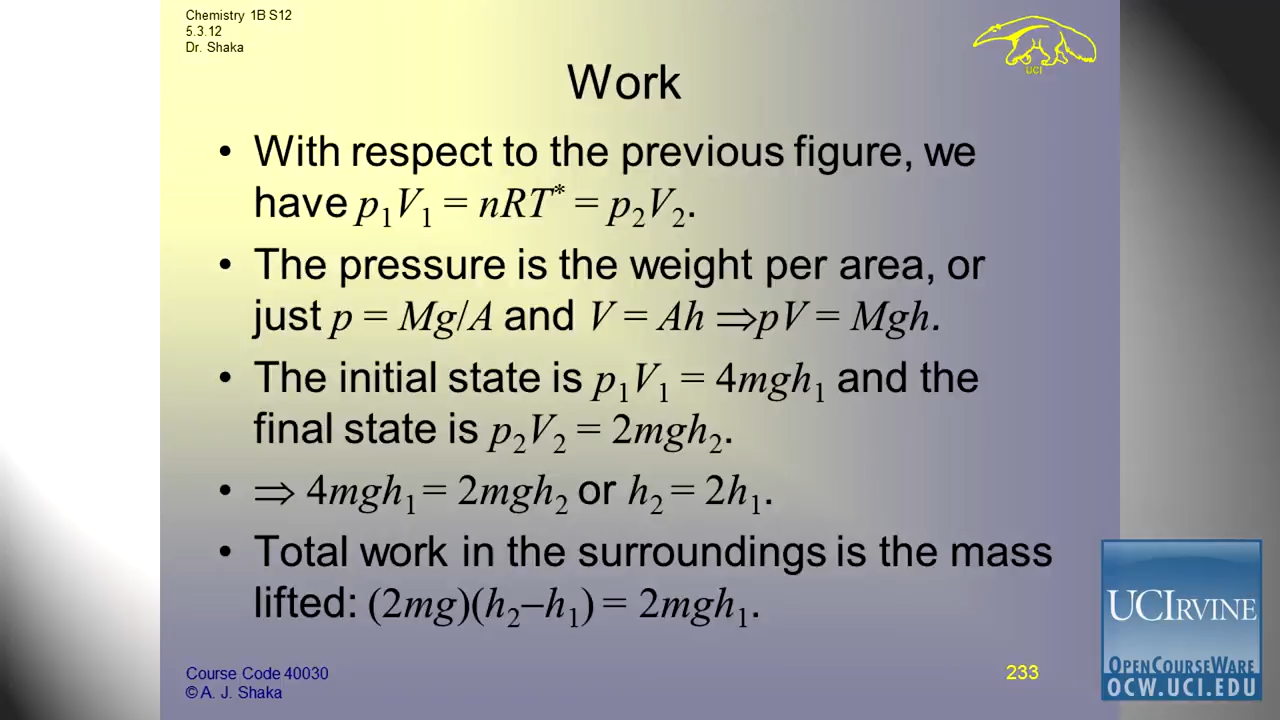 Chemistry 1B S12
5.3.12
Dr. Shaka
UCI
Work
• With respect to the previous figure, we
have p₁V₁ = nRT* = p₂V₂.
• The pressure is the weight per area, or
just p = Mg/A and V = Ah ⇒pV = Mgh.
• The initial state is p₁V₁ = 4mgh₁ and the
final state is p₂V₂ = 2mgh₂.
• ⇒ 4mgh₁ = 2mgh₂ or h₂ = 2h₁.
• Total work in the surroundings is the mass
lifted: (2mg)(h₂–h₁) = 2mgh₁.
Course Code 40030
© A. J. Shaka
233
UCIRVINE
OPENCOURSEWARE
OCW.UCI.EDU